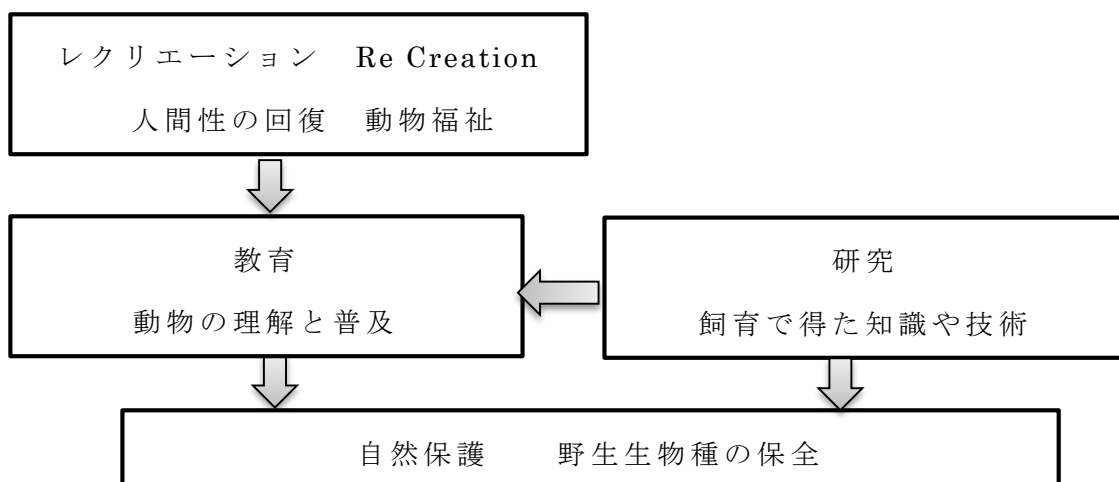 レクリエーション Re Creation
人間性の回復 動物福祉
教育
動物の理解と普及
研究
飼育で得た知識や技術
自然保護 野生生物種の保全